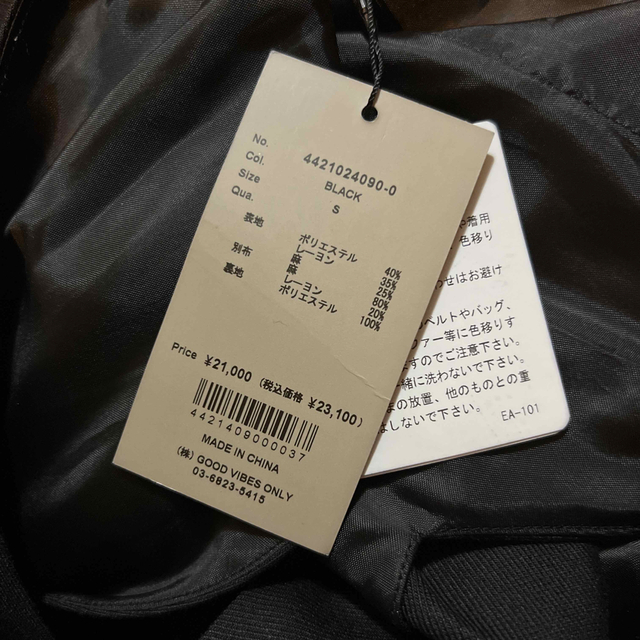 No. 4421024090-0
Col. BLACK
Size S
Qua.
表地 ポリエステル 40%
レーヨン 35%
麻 25%
別布 麻 80%
レーヨン 20%
裏地 ポリエステル 100%
Price ¥21,000 (税込価格 ¥23,100)
4421409000037
MADE IN CHINA
(株) GOOD VIBES ONLY
03-6823-5415
着用
色移り
わせはお避け
ベルトやバッグ、
ァー等に色移りす
すのでご注意下さい。
緒に洗わないで下さい。
の放置、他のものとの重
しないで下さい。
EA-101